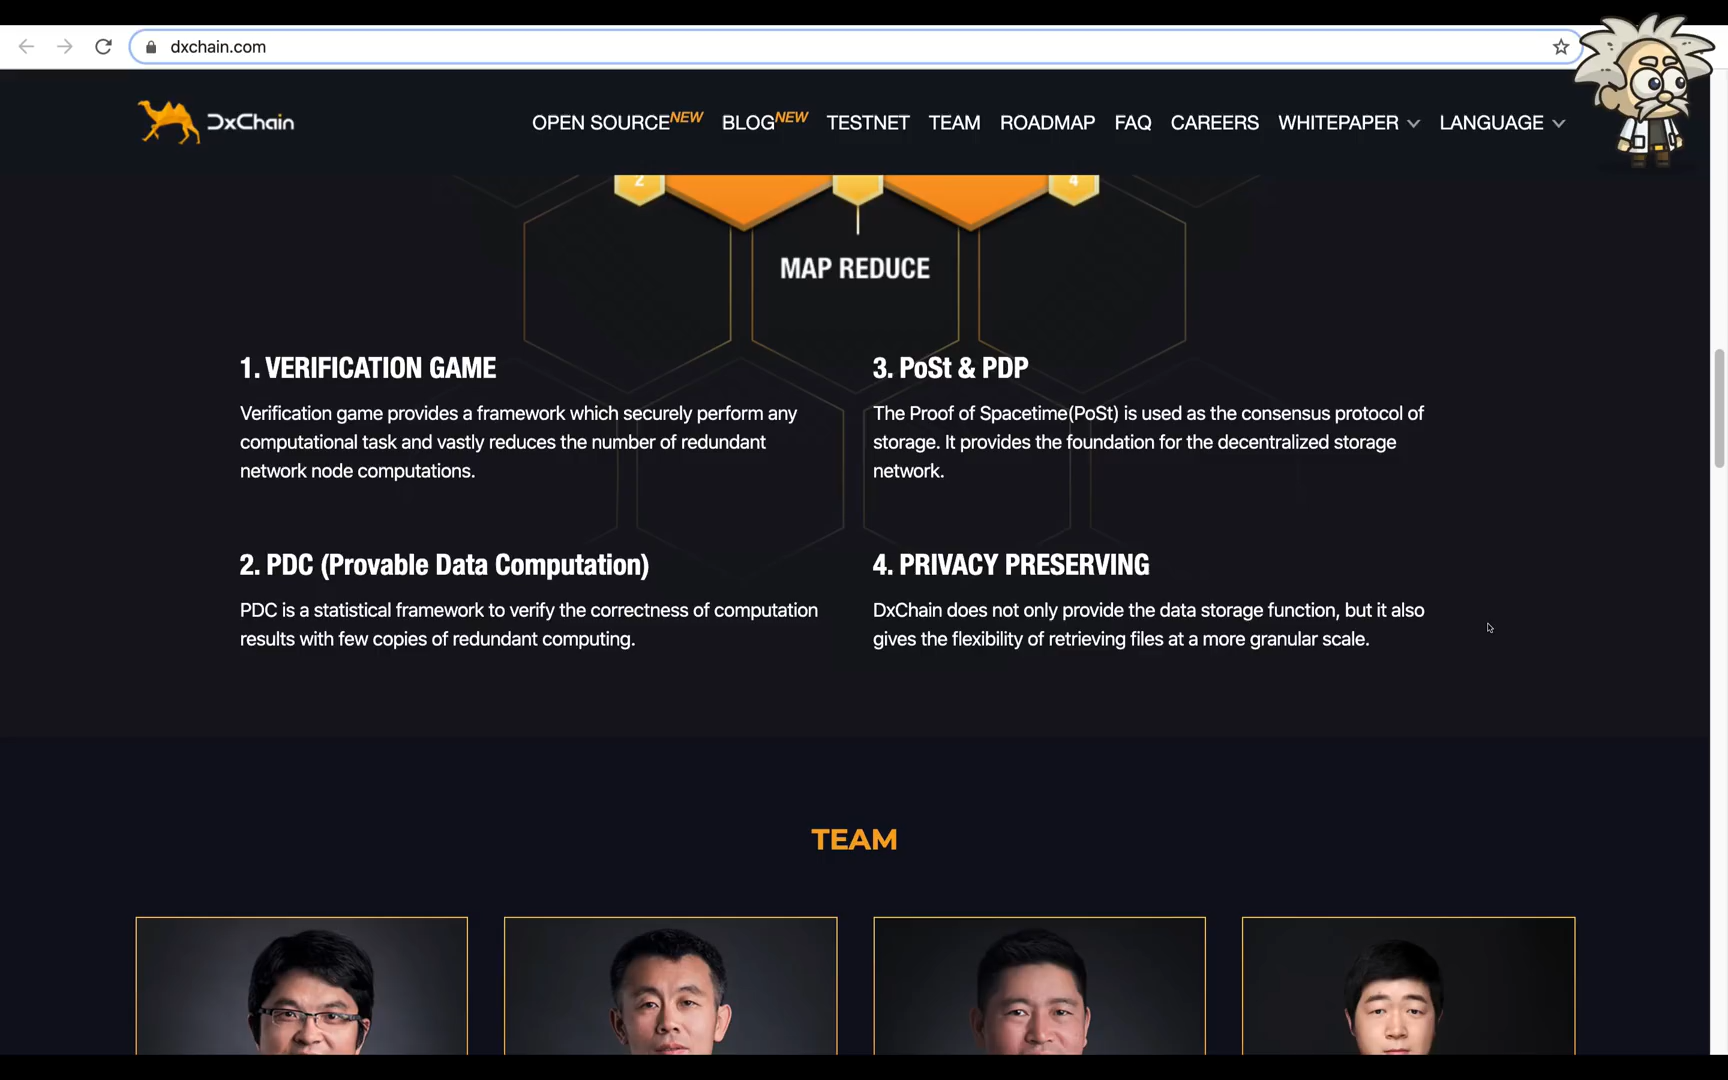 dxchain.com
DxChain
OPEN SOURCE NEW BLOG NEW TESTNET TEAM ROADMAP FAQ CAREERS WHITEPAPER LANGUAGE
2 4
MAP REDUCE
1. VERIFICATION GAME
Verification game provides a framework which securely perform any
computational task and vastly reduces the number of redundant
network node computations.
3. PoSt & PDP
The Proof of Spacetime(PoSt) is used as the consensus protocol of
storage. It provides the foundation for the decentralized storage
network.
2. PDC (Provable Data Computation)
PDC is a statistical framework to verify the correctness of computation
results with few copies of redundant computing.
4. PRIVACY PRESERVING
DxChain does not only provide the data storage function, but it also
gives the flexibility of retrieving files at a more granular scale.
TEAM